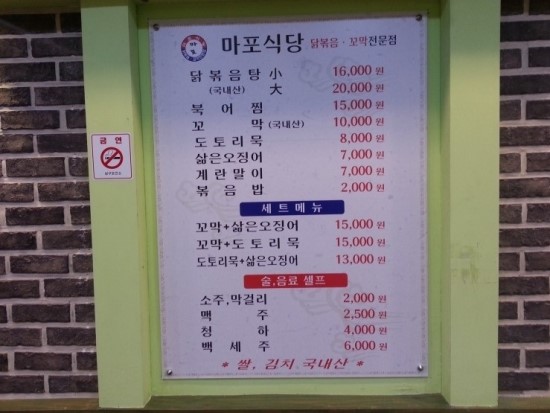 마포식당 닭볶음·꼬막전문점
닭볶음탕 小 16,000원
(국내산) 大 20,000원
북어찜 15,000원
꼬막(국내산) 10,000원
도토리묵 8,000원
삶은오징어 7,000원
계란말이 7,000원
볶음밥 2,000원
세트메뉴
꼬막+삶은오징어 15,000원
꼬막+도토리묵 15,000원
도토리묵+삶은오징어 13,000원
술,음료 셀프
소주,막걸리 2,000원
맥주 2,500원
청하 4,000원
백세주 6,000원
* 쌀, 김치 국내산 *
금연